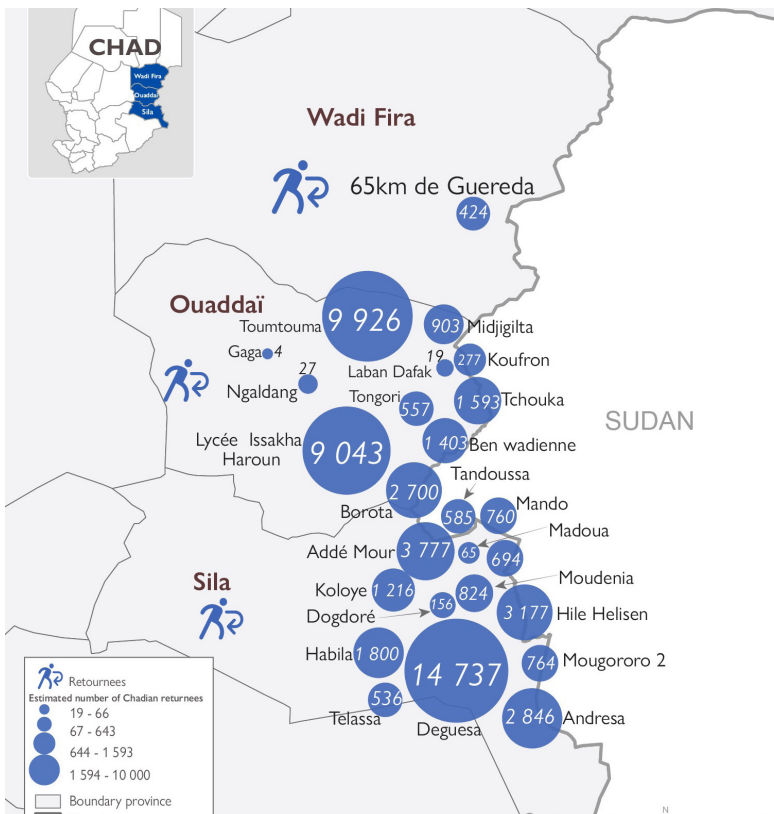 CHAD
Wadi Fira
Ouaddaï
Sila
Wadi Fira
65km de Guereda
424
Ouaddaï
Toumtouma
9 926
903
Midjigilta
Gaga
4
19
Laban Dafak
277
Koufron
27
Ngaldang
Tongori
557
1 593
Tchouka
SUDAN
Lycée Issakha
Haroun
9 043
1 403
Ben wadienne
Tandoussa
2 700
Borota
585
760
Mando
Madoua
Addé Mour
3 777
65
694
Sila
Koloye
1 216
824
Moudenia
Dogdoré
156
3 177
Hile Helisen
Habila
1 800
14 737
764
Mougororo 2
536
Telassa
Deguesa
2 846
Andresa
Retournees
Estimated number of Chadian returnees
19 - 66
67 - 643
644 - 1 593
1 594 - 10 000
Boundary province
N